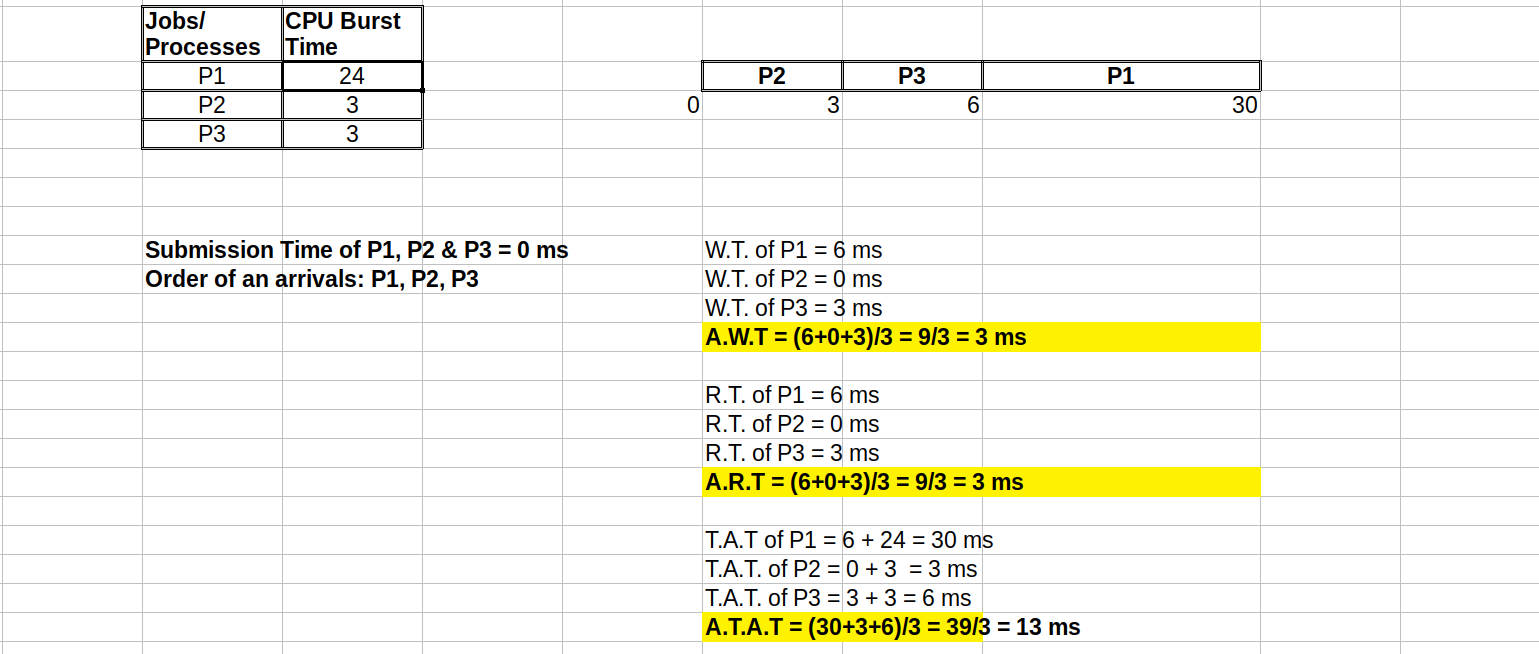 Jobs/ Processes CPU Burst Time
P1 24
P2 3
P3 3
P2 P3 P1
0 3 6 30
Submission Time of P1, P2 & P3 = 0 ms
Order of an arrivals: P1, P2, P3
W.T. of P1 = 6 ms
W.T. of P2 = 0 ms
W.T. of P3 = 3 ms
A.W.T = (6+0+3)/3 = 9/3 = 3 ms
R.T. of P1 = 6 ms
R.T. of P2 = 0 ms
R.T. of P3 = 3 ms
A.R.T = (6+0+3)/3 = 9/3 = 3 ms
T.A.T of P1 = 6 + 24 = 30 ms
T.A.T. of P2 = 0 + 3  = 3 ms
T.A.T. of P3 = 3 + 3 = 6 ms
A.T.A.T = (30+3+6)/3 = 39/3 = 13 ms